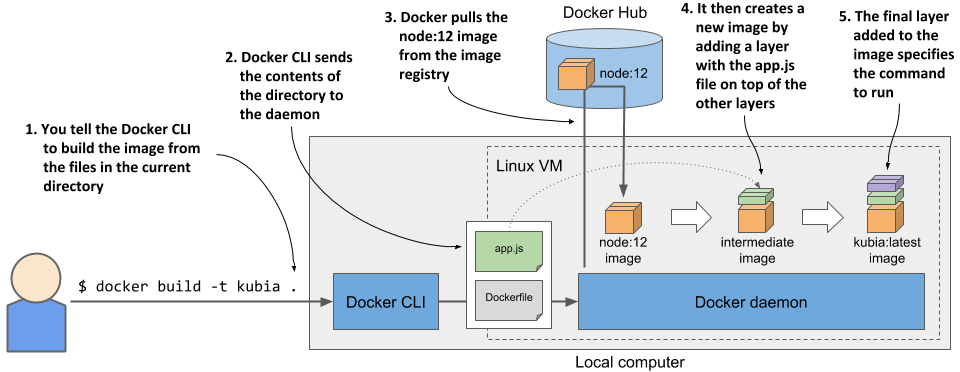 1. You tell the Docker CLI
to build the image from
the files in the current
directory
2. Docker CLI sends
the contents of
the directory to
the daemon
3. Docker pulls the
node:12 image
from the image
registry
Docker Hub
node:12
4. It then creates a
new image by
adding a layer
with the app.js
file on top of the
other layers
5. The final layer
added to the
image specifies
the command
to run
Linux VM
node:12
image
intermediate
image
kubia:latest
image
app.js
Dockerfile
$ docker build -t kubia .
Docker CLI
Docker daemon
Local computer